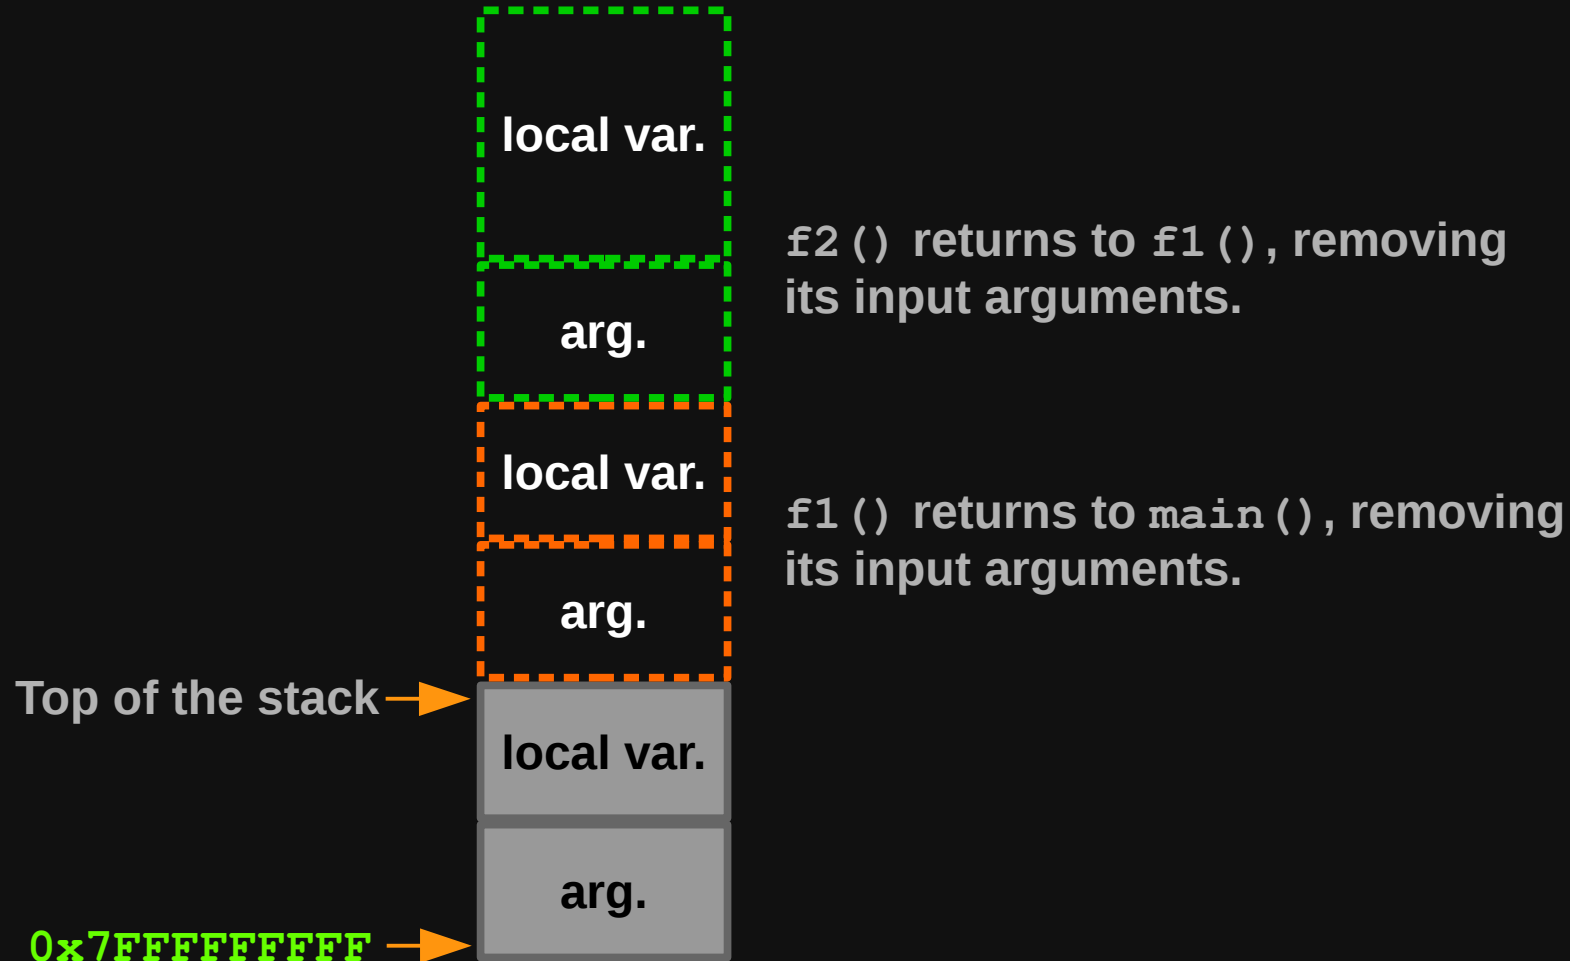 local var.
f2() returns to f1(), removing
its input arguments.
arg.
local var.
f1() returns to main(), removing
its input arguments.
arg.
Top of the stack
local var.
arg.
0x7FFFFFFFFF